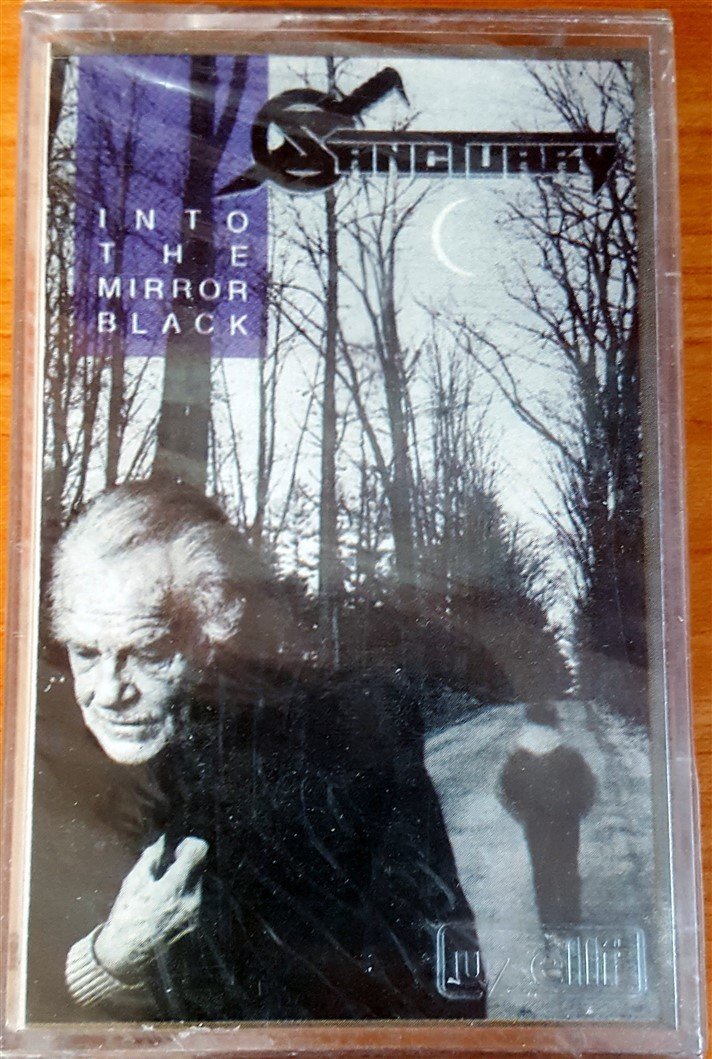 SANCTUARY
INTO
THE
MIRROR
BLACK